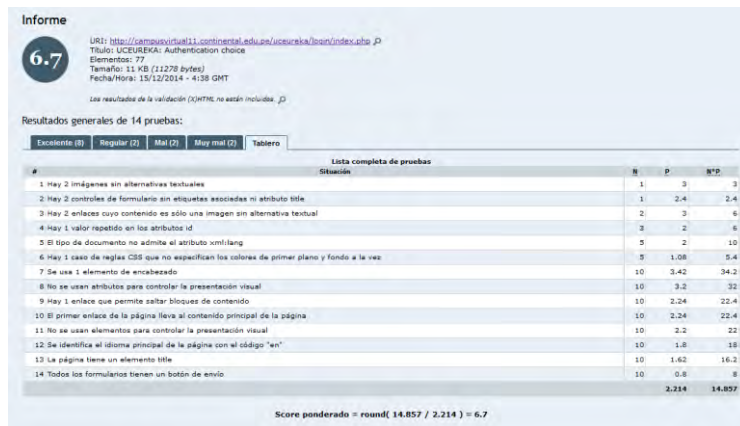 Informe
6.7
URI: http://campusvirtual11.continental.edu.pe/uceureka/login/index.php
Título: UCEUREKA: Authentication choice
Elementos: 77
Tamaño: 11 KB (11278 bytes)
Fecha/Hora: 15/12/2014 - 4:38 GMT
Los resultados de la validación (X)HTML no están incluidos.
Resultados generales de 14 pruebas:
Excelente (8) Regular (2) Mal (2) Muy mal (2) Tablero
Lista completa de pruebas
# Situación N P N*P
1 Hay 2 imágenes sin alternativas textuales 1 3 3
2 Hay 2 controles de formulario sin etiquetas asociadas ni atributo title 1 2.4 2.4
3 Hay 2 enlaces cuyo contenido es sólo una imagen sin alternativa textual 2 3 6
4 Hay 1 valor repetido en los atributos id 3 2 6
5 El tipo de documento no admite el atributo xml:lang 5 2 10
6 Hay 1 caso de reglas CSS que no especifican los colores de primer plano y fondo a la vez 5 1.08 5.4
7 Se usa 1 elemento de encabezado 10 3.42 34.2
8 No se usan atributos para controlar la presentación visual 10 3.2 32
9 Hay 1 enlace que permite saltar bloques de contenido 10 2.24 22.4
10 El primer enlace de la página lleva al contenido principal de la página 10 2.24 22.4
11 No se usan elementos para controlar la presentación visual 10 2.2 22
12 Se identifica el idioma principal de la página con el código "en" 10 1.8 18
13 La página tiene un elemento title 10 1.62 16.2
14 Todos los formularios tienen un botón de envío 10 0.8 8
2.214 14.857
Score ponderado = round( 14.857 / 2.214 ) = 6.7